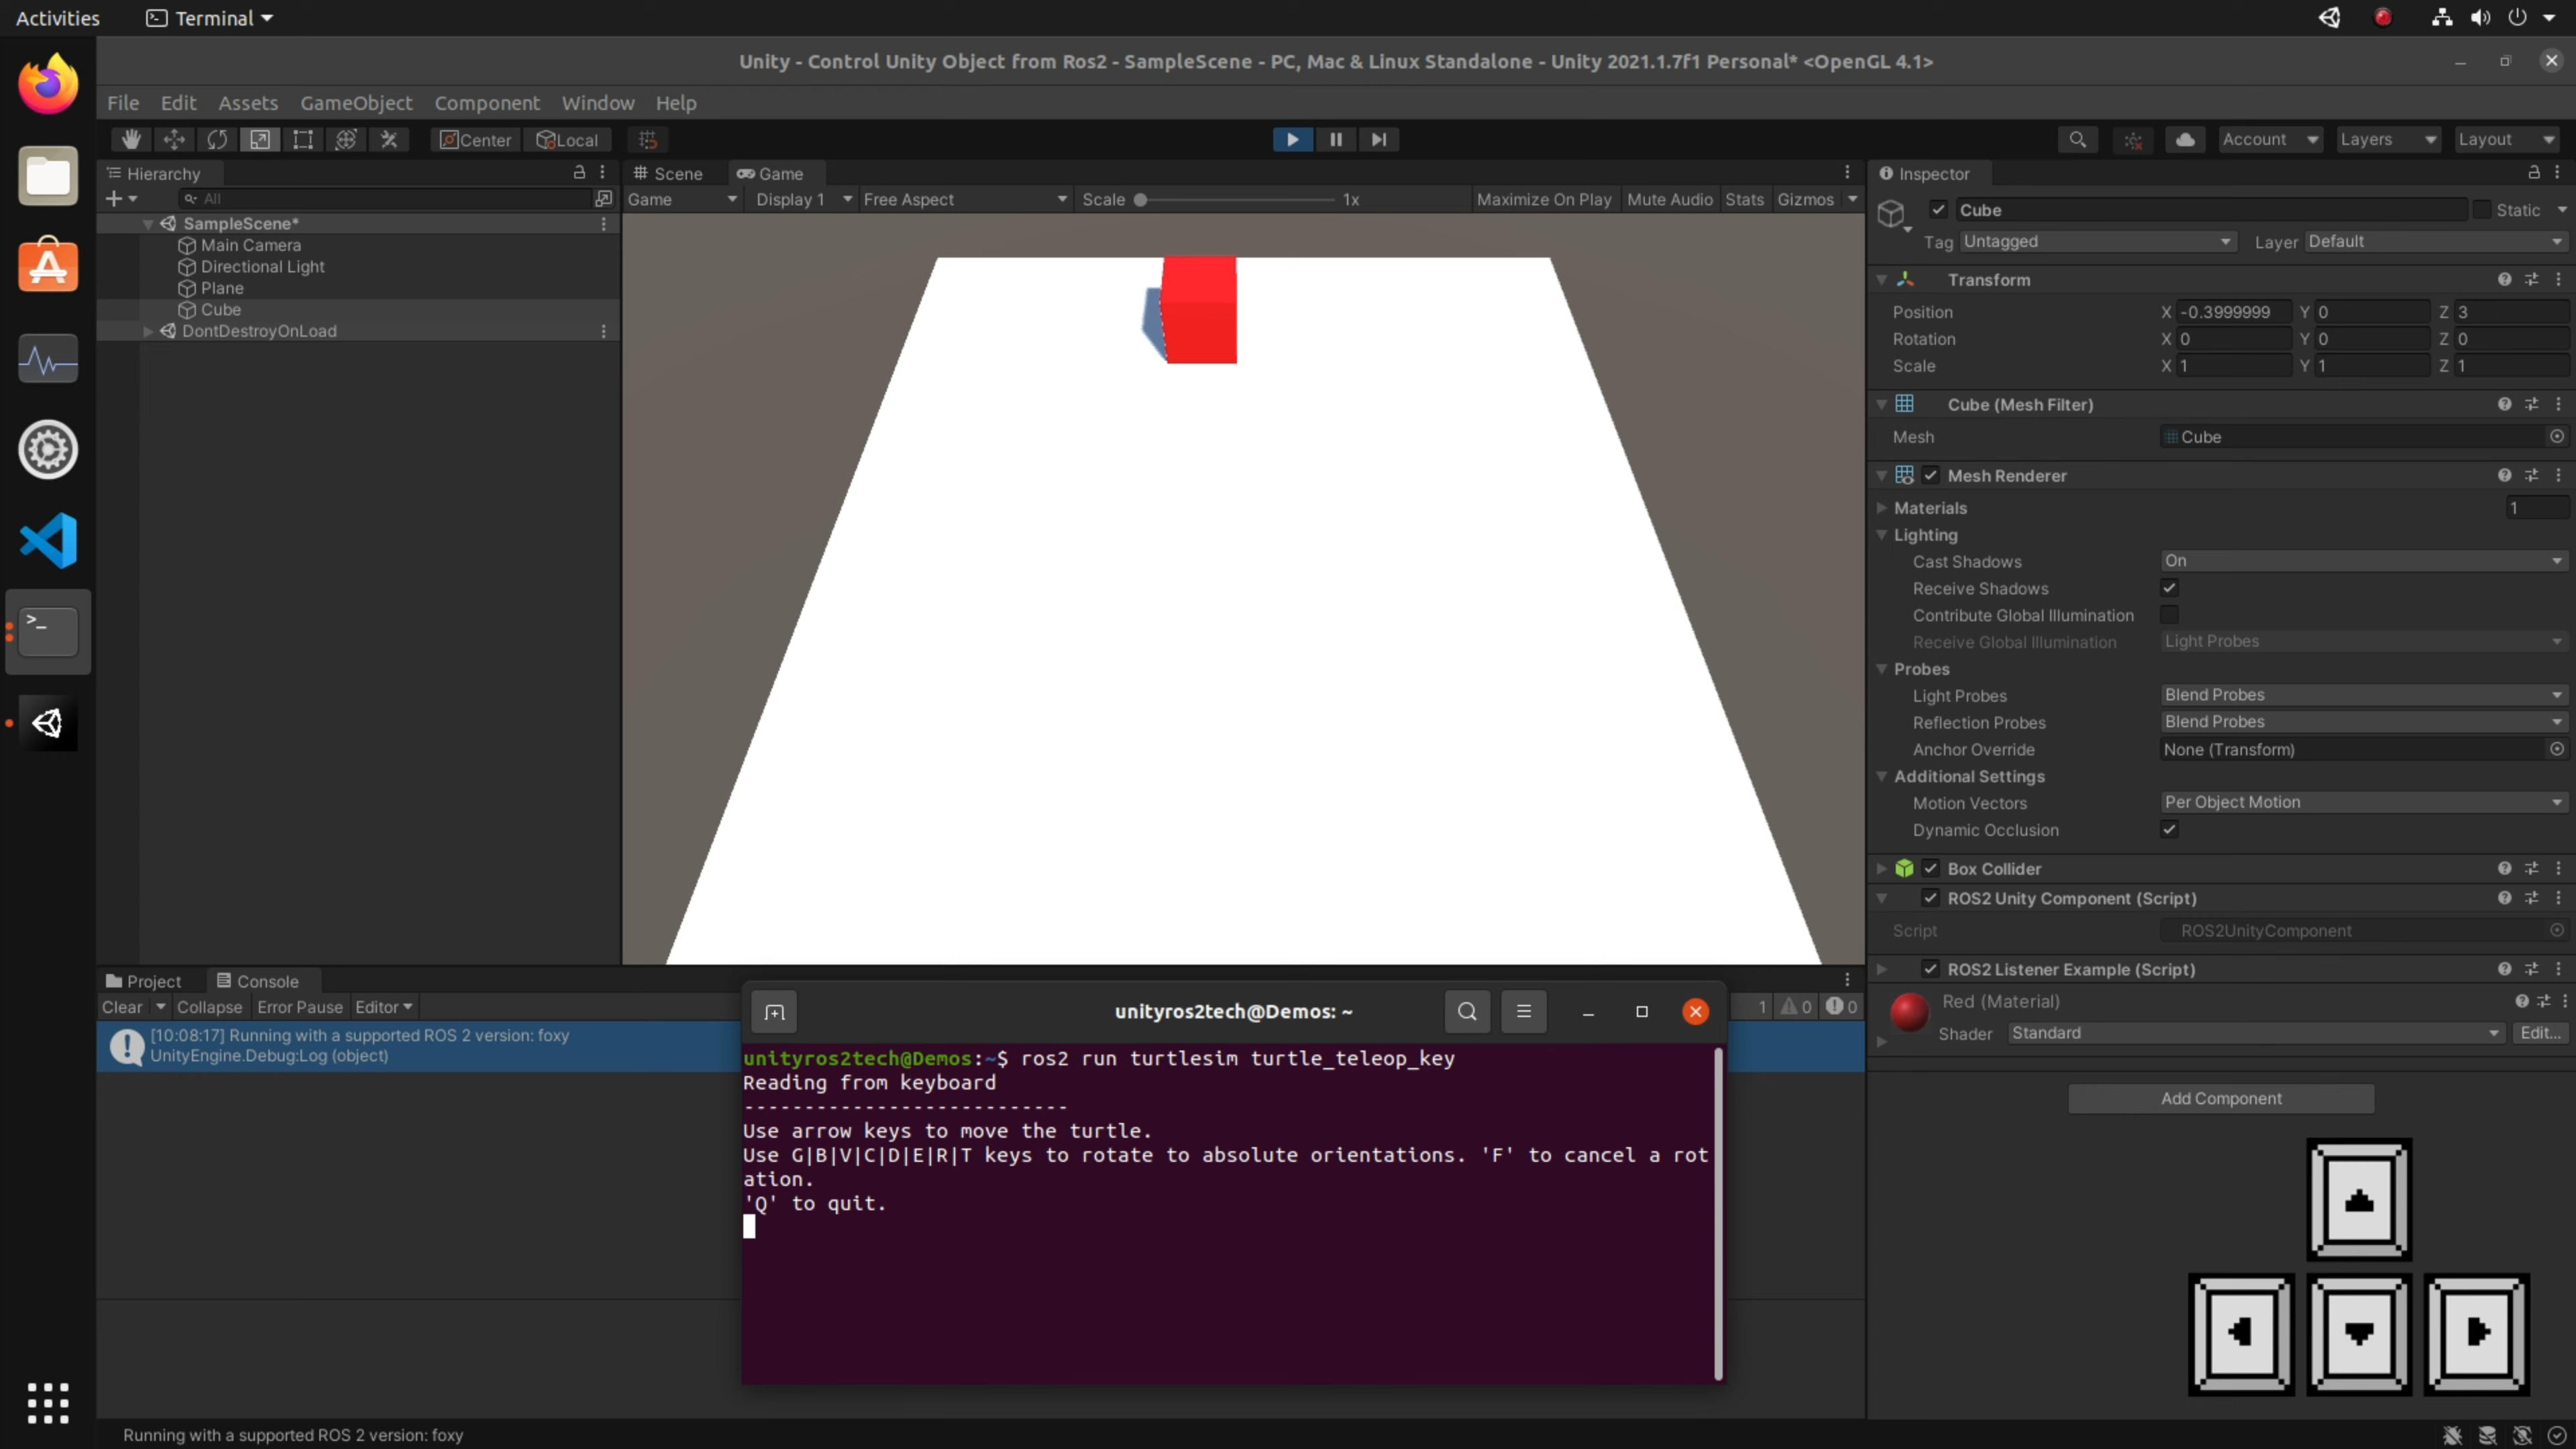 Activities
Terminal
Unity - Control Unity Object from Ros2 - SampleScene - PC, Mac & Linux Standalone - Unity 2021.1.7f1 Personal* <OpenGL 4.1>
File Edit Assets GameObject Component Window Help
Center Local Account Layers Layout
Hierarchy
All
SampleScene*
Main Camera
Directional Light
Plane
Cube
DontDestroyOnLoad
Scene Game
Game Display 1 Free Aspect Scale 1x Maximize On Play Mute Audio Stats Gizmos
Inspector
Cube Static
Tag Untagged Layer Default
Transform
Position X -0.3999999 Y 0 Z 3
Rotation X 0 Y 0 Z 0
Scale X 1 Y 1 Z 1
Cube (Mesh Filter)
Mesh Cube
Mesh Renderer
Materials 1
Lighting
Cast Shadows On
Receive Shadows
Contribute Global Illumination
Receive Global Illumination Light Probes
Probes
Light Probes Blend Probes
Reflection Probes Blend Probes
Anchor Override None (Transform)
Additional Settings
Motion Vectors Per Object Motion
Dynamic Occlusion
Box Collider
ROS2 Unity Component (Script)
Script ROS2UnityComponent
ROS2 Listener Example (Script)
Red (Material)
Shader Standard Edit...
Add Component
Project Console
Clear Collapse Error Pause Editor
1 0 0
[10:08:17] Running with a supported ROS 2 version: foxy
UnityEngine.Debug:Log (object)
unityros2tech@Demos: ~
unityros2tech@Demos:~$ ros2 run turtlesim turtle_teleop_key
Reading from keyboard
---------------------------
Use arrow keys to move the turtle.
Use G|B|V|C|D|E|R|T keys to rotate to absolute orientations. 'F' to cancel a rot
ation.
'Q' to quit.
Running with a supported ROS 2 version: foxy